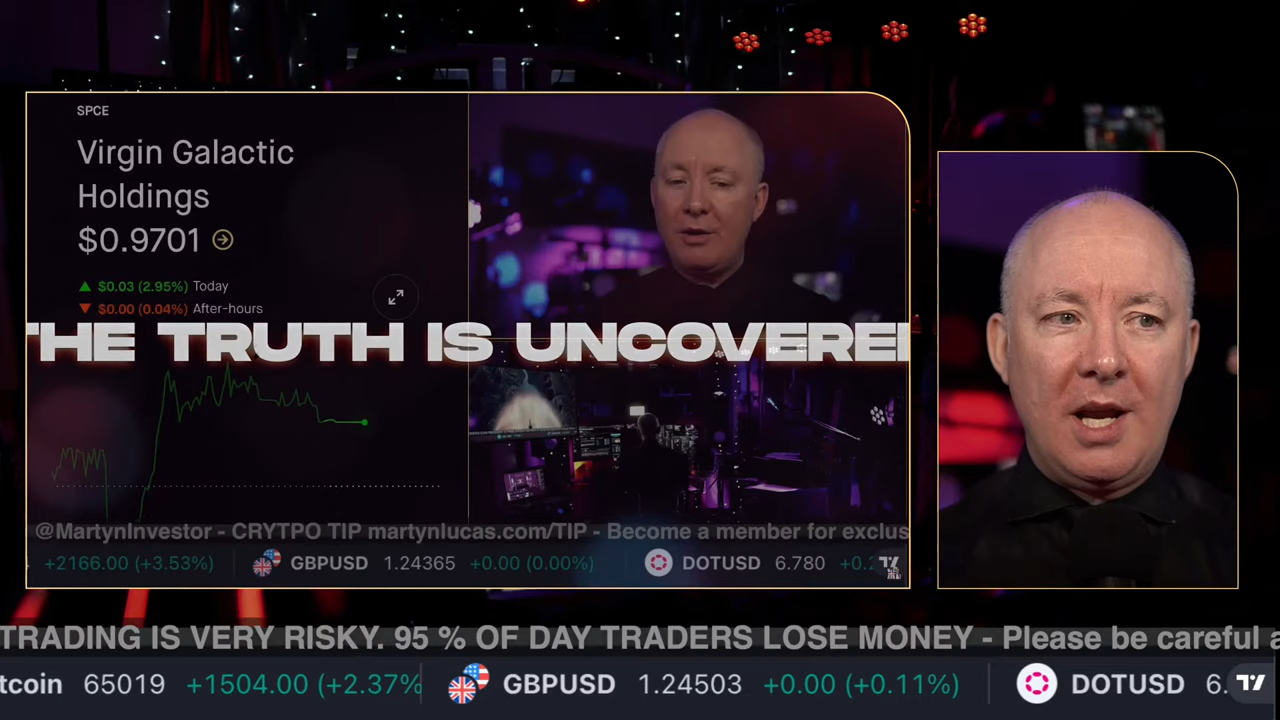 SPCE
Virgin Galactic
Holdings
$0.9701
▲ $0.03 (2.95%) Today
▼ $0.00 (0.04%) After-hours
THE TRUTH IS UNCOVERE
@MartynInvestor - CRYTPO TIP martynlucas.com/TIP - Become a member for exclus
+2166.00 (+3.53%) GBPUSD 1.24365 +0.00 (0.00%) DOTUSD 6.780 +0.2
TRADING IS VERY RISKY. 95 % OF DAY TRADERS LOSE MONEY - Please be careful a
tcoin 65019 +1504.00 (+2.37% GBPUSD 1.24503 +0.00 (+0.11%) DOTUSD 6.